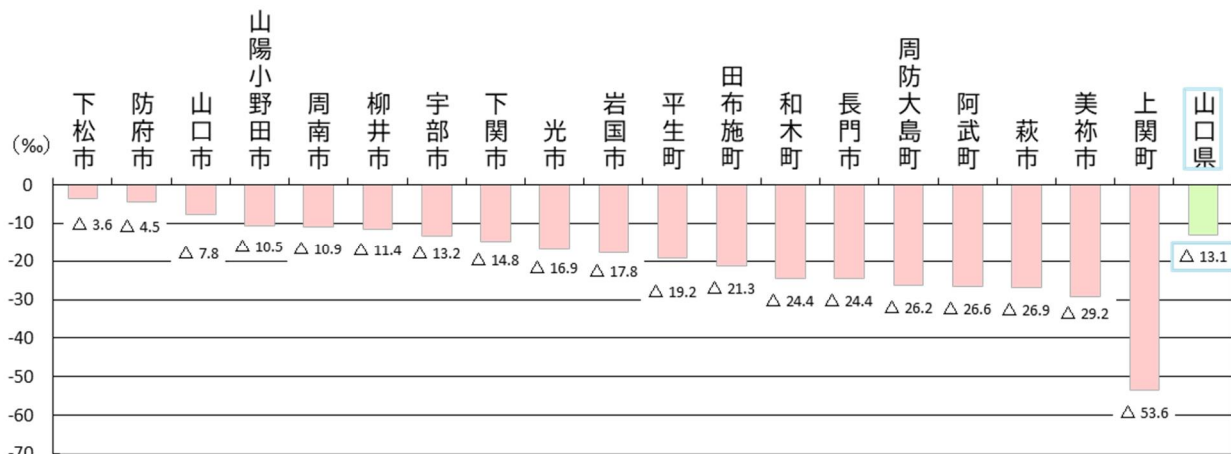 (‰)
下松市
防府市
山口市
山陽小野田市
周南市
柳井市
宇部市
下関市
光市
岩国市
平生町
田布施町
和木町
長門市
周防大島町
阿武町
萩市
美祢市
上関町
山口県
0
-10
-20
-30
-40
-50
-60
-70
△ 3.6
△ 4.5
△ 7.8
△ 10.5
△ 10.9
△ 11.4
△ 13.2
△ 14.8
△ 16.9
△ 17.8
△ 19.2
△ 21.3
△ 24.4
△ 24.4
△ 26.2
△ 26.6
△ 26.9
△ 29.2
△ 53.6
△ 13.1